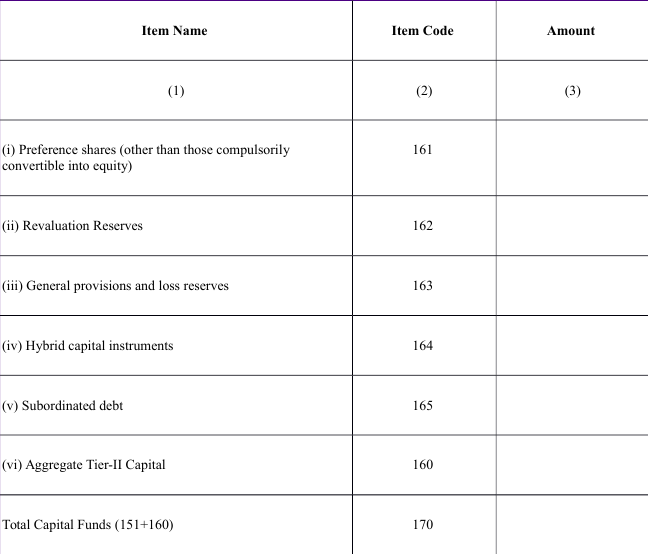 Item Name Item Code Amount
(1) (2) (3)
(i) Preference shares (other than those compulsorily 161
convertible into equity)
(ii) Revaluation Reserves 162
(iii) General provisions and loss reserves 163
(iv) Hybrid capital instruments 164
(v) Subordinated debt 165
(vi) Aggregate Tier-II Capital 160
Total Capital Funds (151+160) 170